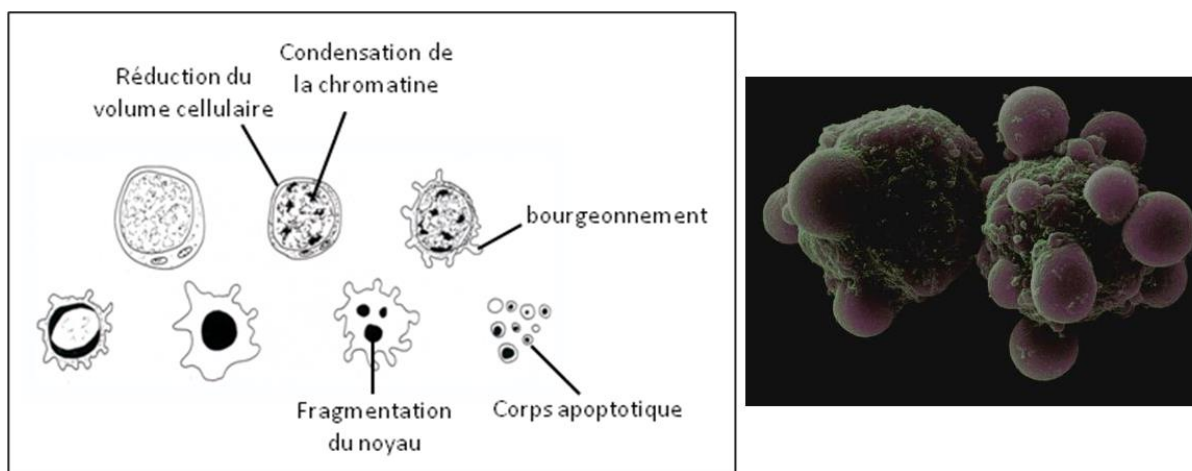 Condensation de
la chromatine
Réduction du
volume cellulaire
bourgeonnement
Fragmentation
du noyau
Corps apoptotique